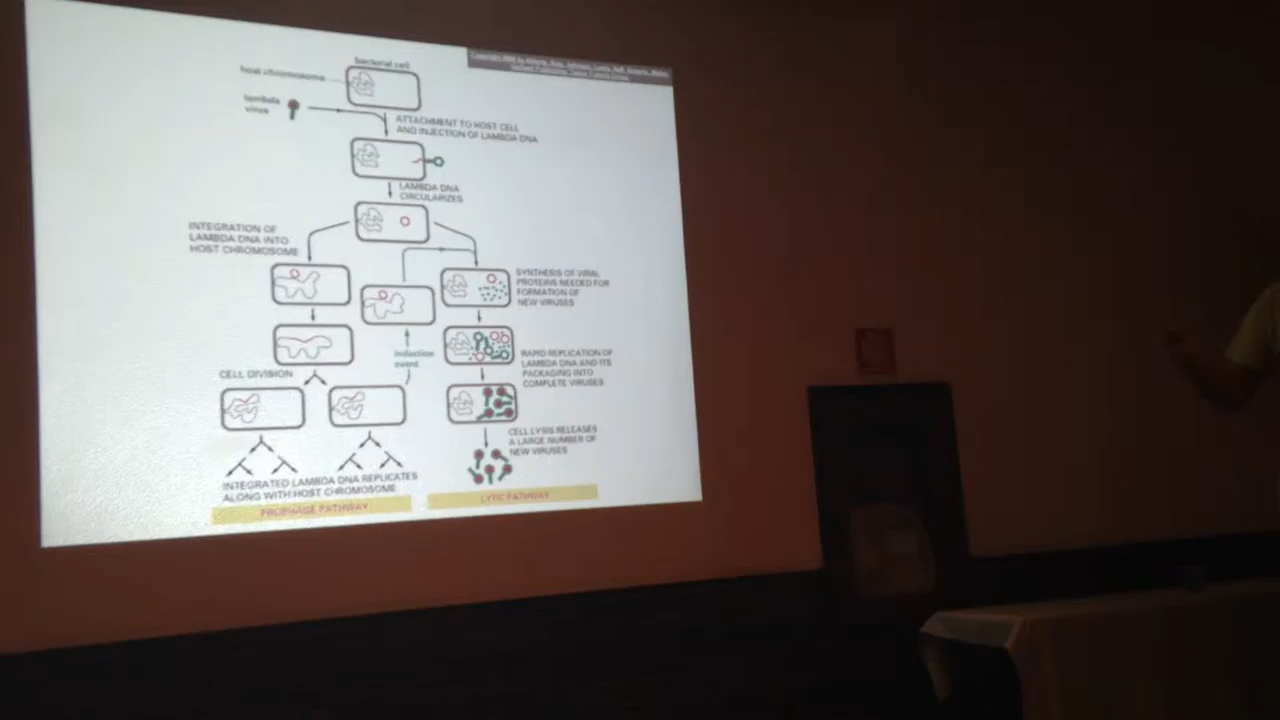 bacterial cell
host chromosome
lambda
virus
ATTACHMENT TO HOST CELL
AND INJECTION OF LAMBDA DNA
LAMBDA DNA
CIRCULARIZES
INTEGRATION OF
LAMBDA DNA INTO
HOST CHROMOSOME
SYNTHESIS OF VIRAL
PROTEINS NEEDED FOR
FORMATION OF
NEW VIRUSES
induction
event
RAPID REPLICATION OF
LAMBDA DNA AND ITS
PACKAGING INTO
COMPLETE VIRUSES
CELL DIVISION
CELL LYSIS RELEASES
A LARGE NUMBER OF
NEW VIRUSES
INTEGRATED LAMBDA DNA REPLICATES
ALONG WITH HOST CHROMOSOME
PROPHAGE PATHWAY
LYTIC PATHWAY